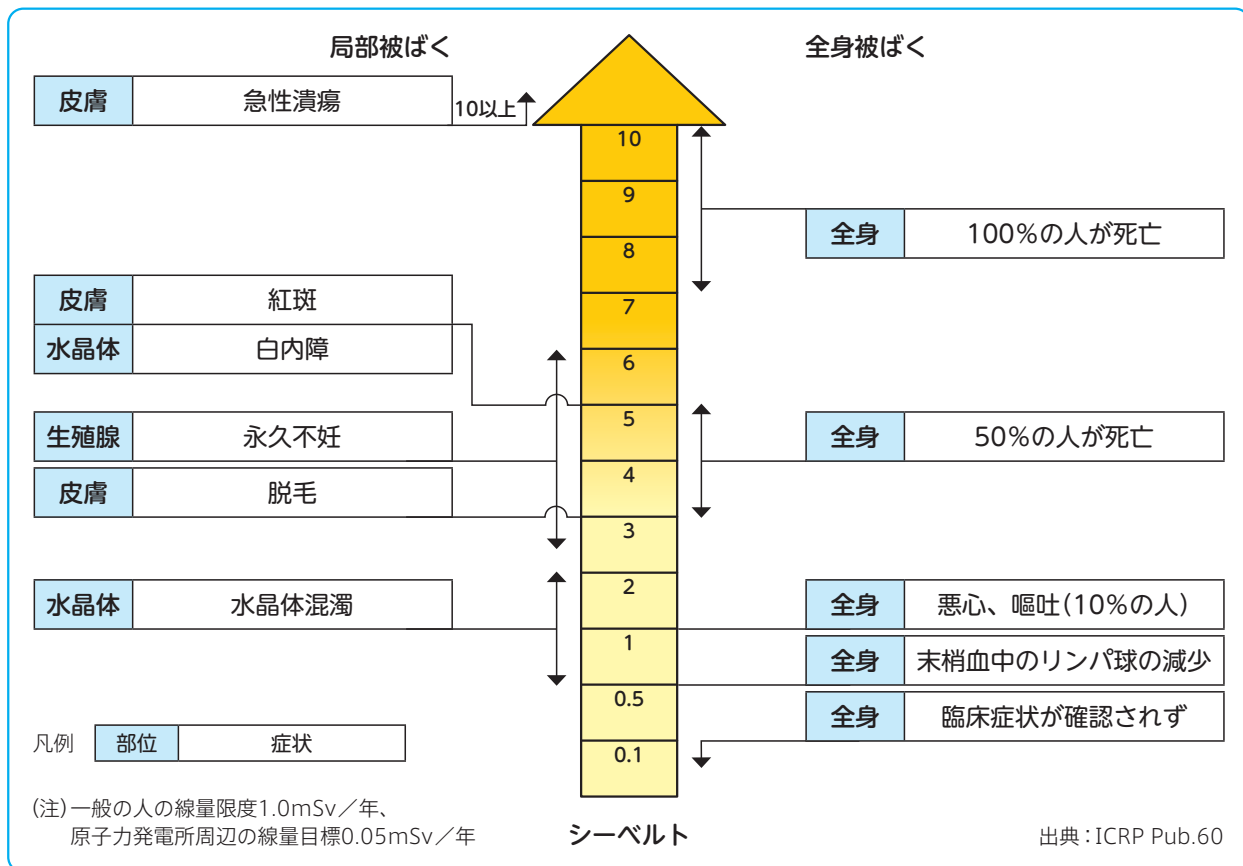 局部被ばく
全身被ばく
皮膚 急性潰瘍
10以上
10
9
全身 100%の人が死亡
8
皮膚 紅斑
7
水晶体 白内障
6
生殖腺 永久不妊
5
全身 50%の人が死亡
皮膚 脱毛
4
3
水晶体 水晶体混濁
2
全身 悪心、嘔吐(10%の人)
1
全身 末梢血中のリンパ球の減少
0.5
全身 臨床症状が確認されず
凡例 部位 症状
0.1
(注)一般の人の線量限度1.0mSv/年、
原子力発電所周辺の線量目標0.05mSv/年
シーベルト
出典:ICRP Pub.60